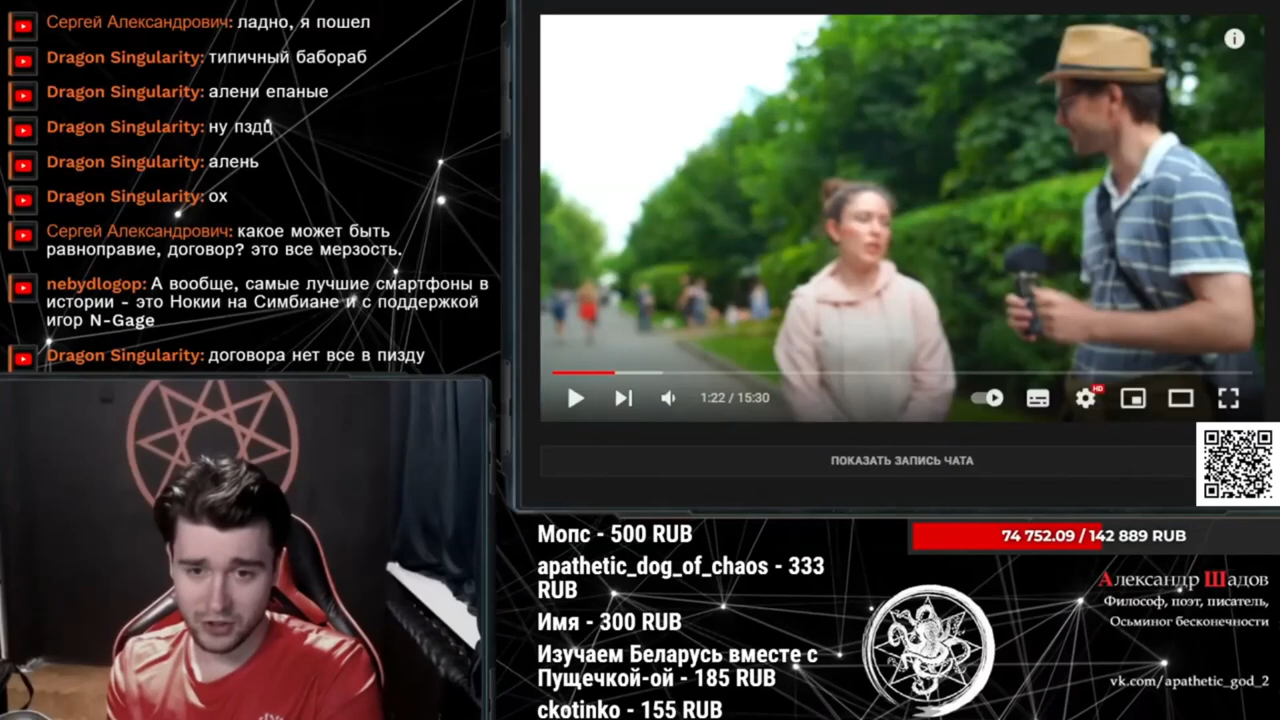 Сергей Александрович: ладно, я пошел
Dragon Singularity: типичный бабораб
Dragon Singularity: алени епаные
Dragon Singularity: ну пздц
Dragon Singularity: алень
Dragon Singularity: ох
Сергей Александрович: какое может быть
равноправие, договор? это все мерзость.
nebydlogop: А вообще, самые лучшие смартфоны в
истории - это Нокии на Симбиане и с поддержкой
игор N-Gage
Dragon Singularity: договора нет все в пизду
1:22 / 15:30
HD
ПОКАЗАТЬ ЗАПИСЬ ЧАТА
Мопс - 500 RUB
apathetic_dog_of_chaos - 333
RUB
Имя - 300 RUB
Изучаем Беларусь вместе с
Пущечкой-ой - 185 RUB
ckotinko - 155 RUB
74 752.09 / 142 889 RUB
Александр Шадов
Философ, поэт, писатель,
Осьминог бесконечности
vk.com/apathetic_god_2